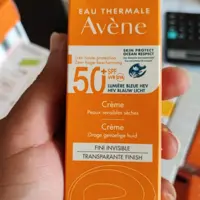 EAU THERMALE
Avène
SKIN PROTECT
OCEAN RESPECT
50+
SPF
LUMIÈRE BLEUE HEV
HEV BLAUW LICHT
Crème
Peaux sensibles sèches
Crème
Droge gevoelige huid
FINI INVISIBLE
TRANSPARANTE FINISH